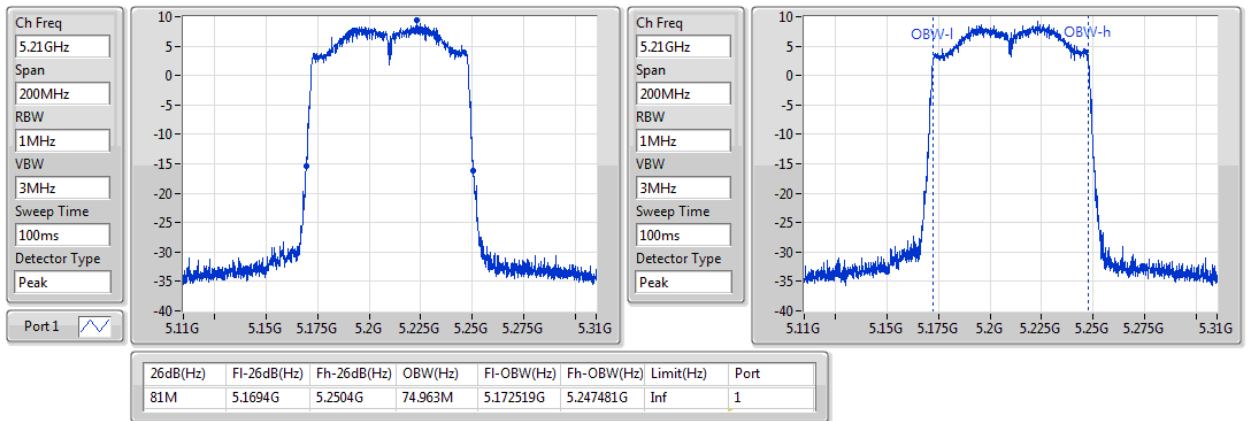 Ch Freq
5.21GHz
Span
200MHz
RBW
1MHz
VBW
3MHz
Sweep Time
100ms
Detector Type
Peak
Port 1
10
5
0
-5
-10
-15
-20
-25
-30
-35
-40
5.11G 5.15G 5.175G 5.2G 5.225G 5.25G 5.275G 5.31G
Ch Freq
5.21GHz
Span
200MHz
RBW
1MHz
VBW
3MHz
Sweep Time
100ms
Detector Type
Peak
10
5
0
-5
-10
-15
-20
-25
-30
-35
-40
OBW-l OBW-h
5.11G 5.15G 5.175G 5.2G 5.225G 5.25G 5.275G 5.31G
26dB(Hz) Fl-26dB(Hz) Fh-26dB(Hz) OBW(Hz) Fl-OBW(Hz) Fh-OBW(Hz) Limit(Hz) Port
81M 5.1694G 5.2504G 74.963M 5.172519G 5.247481G Inf 1